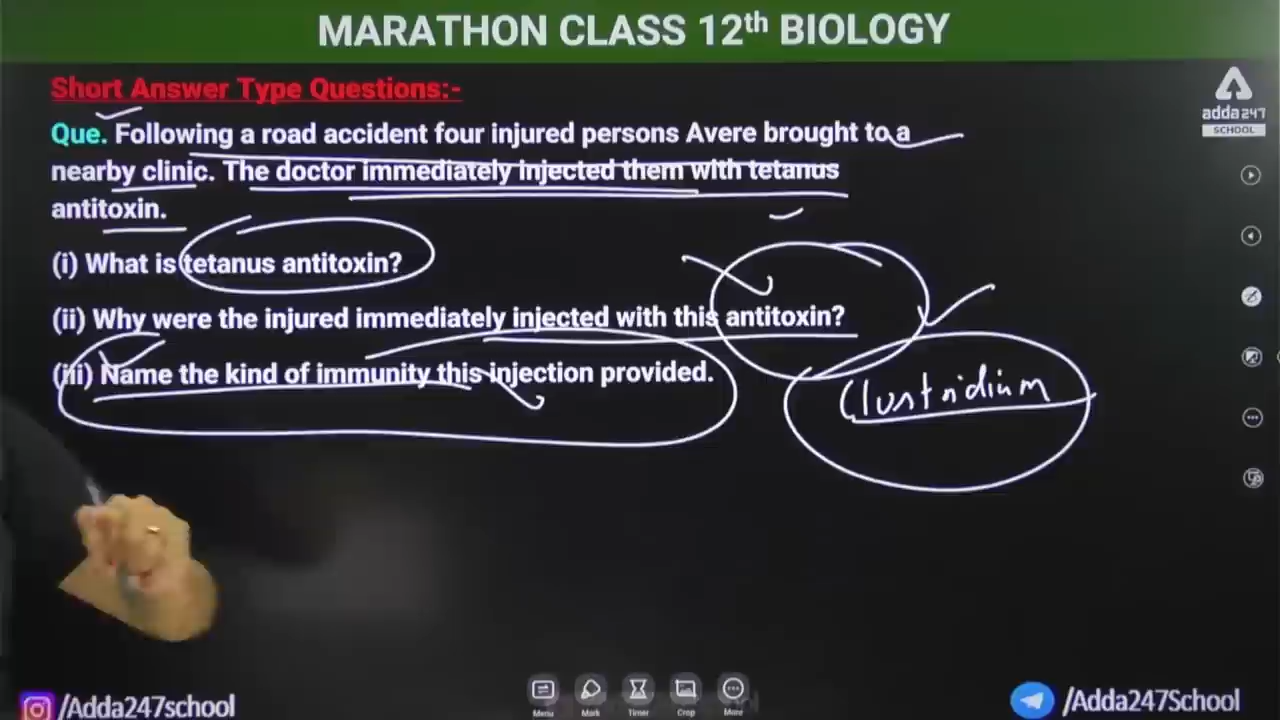 MARATHON CLASS 12th BIOLOGY
Short Answer Type Questions:-
adda247
SCHOOL
Que. Following a road accident four injured persons Avere brought to a
nearby clinic. The doctor immediately injected them with tetanus
antitoxin.
(i) What is tetanus antitoxin?
(ii) Why were the injured immediately injected with this antitoxin?
(iii) Name the kind of immunity this injection provided.
Clustridium
Menu Mark Timer Crop More
/Adda247school
/Adda247School